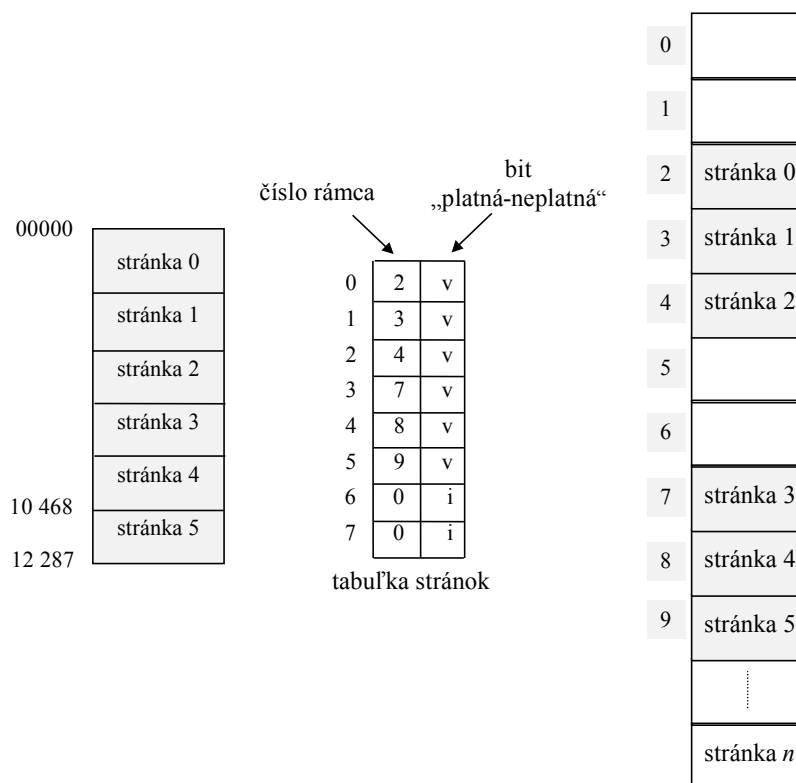 00000
stránka 0
stránka 1
stránka 2
stránka 3
stránka 4
10 468
stránka 5
12 287
číslo rámca
bit
„platná-neplatná“
0 2 v
1 3 v
2 4 v
3 7 v
4 8 v
5 9 v
6 0 i
7 0 i
tabuľka stránok
0
1
2 stránka 0
3 stránka 1
4 stránka 2
5
6
7 stránka 3
8 stránka 4
9 stránka 5
stránka n